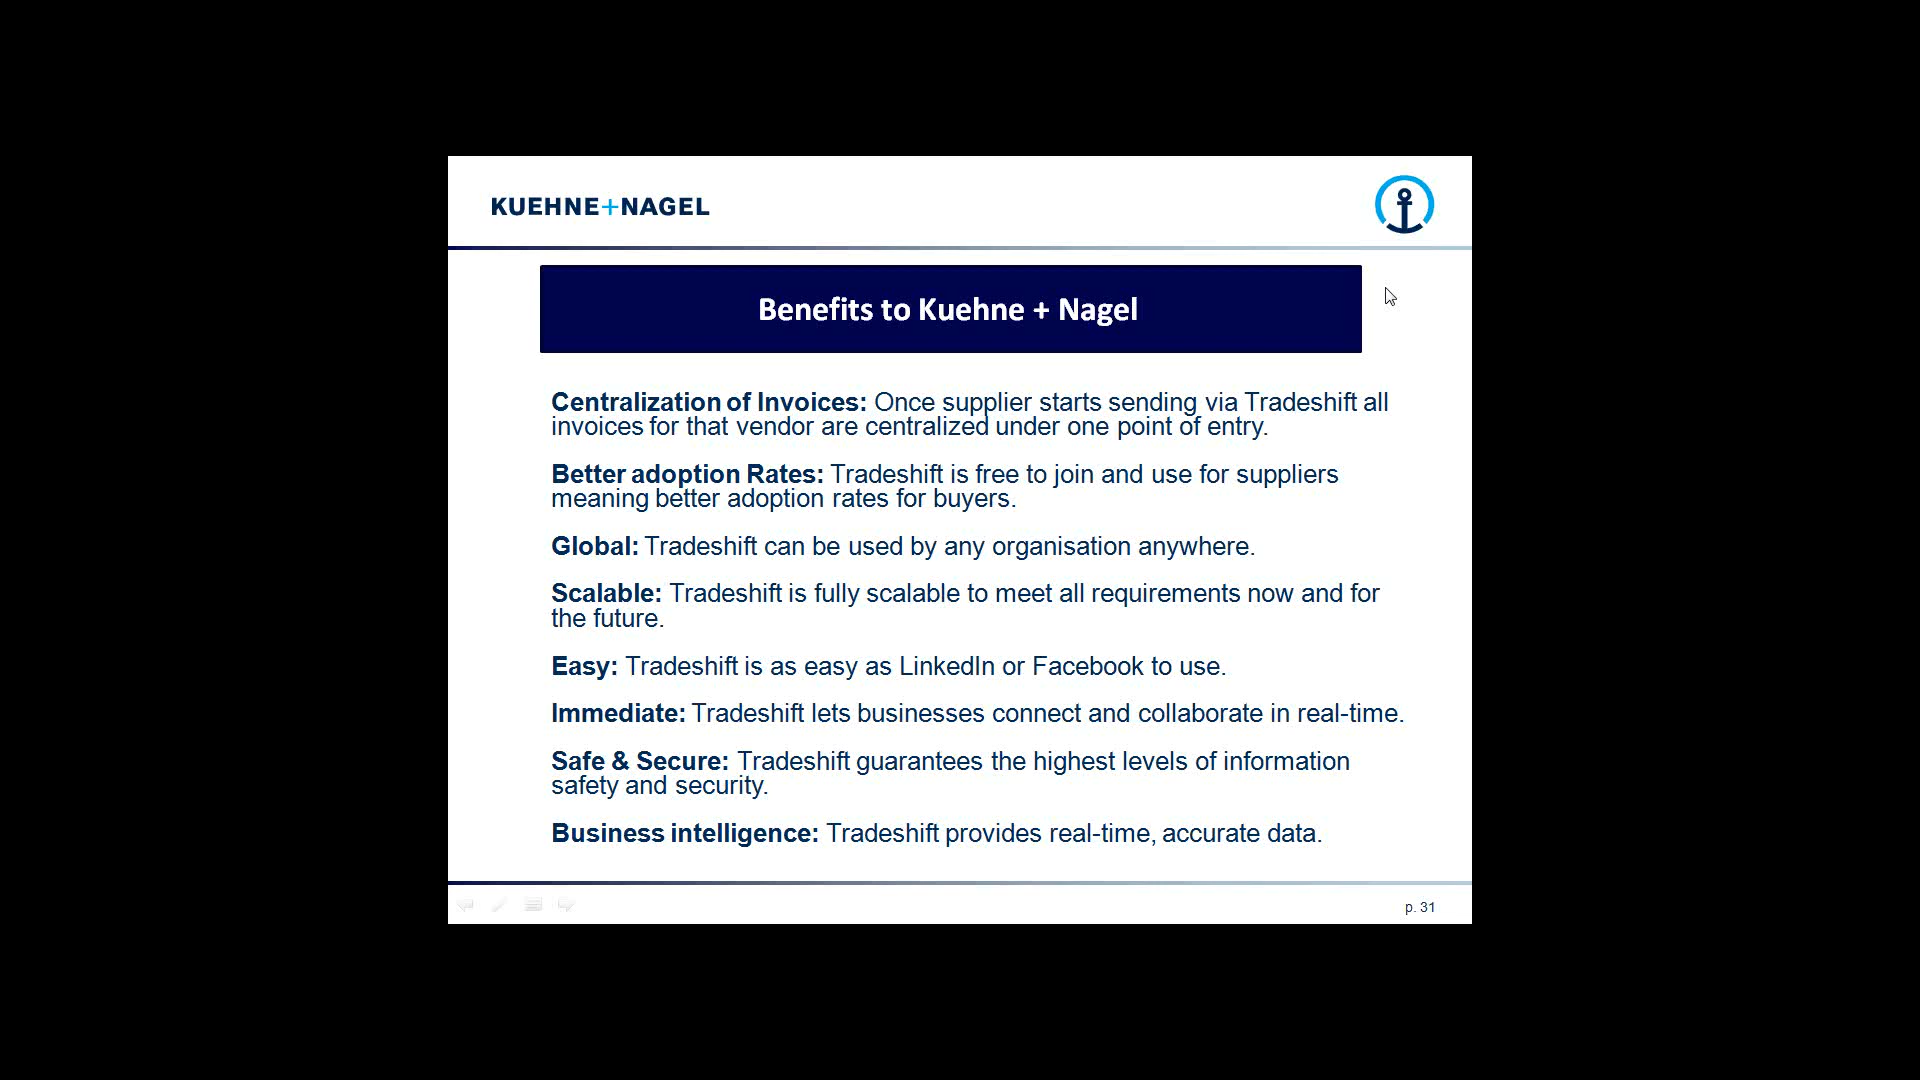 KUEHNE+NAGEL
Benefits to Kuehne + Nagel
Centralization of Invoices: Once supplier starts sending via Tradeshift all
invoices for that vendor are centralized under one point of entry.
Better adoption Rates: Tradeshift is free to join and use for suppliers
meaning better adoption rates for buyers.
Global: Tradeshift can be used by any organisation anywhere.
Scalable: Tradeshift is fully scalable to meet all requirements now and for
the future.
Easy: Tradeshift is as easy as LinkedIn or Facebook to use.
Immediate: Tradeshift lets businesses connect and collaborate in real-time.
Safe & Secure: Tradeshift guarantees the highest levels of information
safety and security.
Business intelligence: Tradeshift provides real-time, accurate data.
p. 31